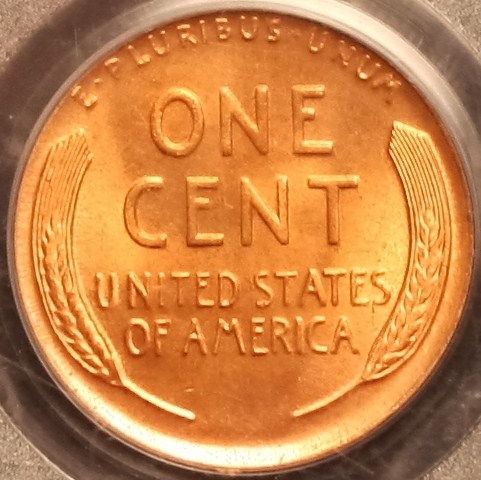 E·PLURIBUS·UNUM
ONE
CENT
UNITED STATES
OF AMERICA